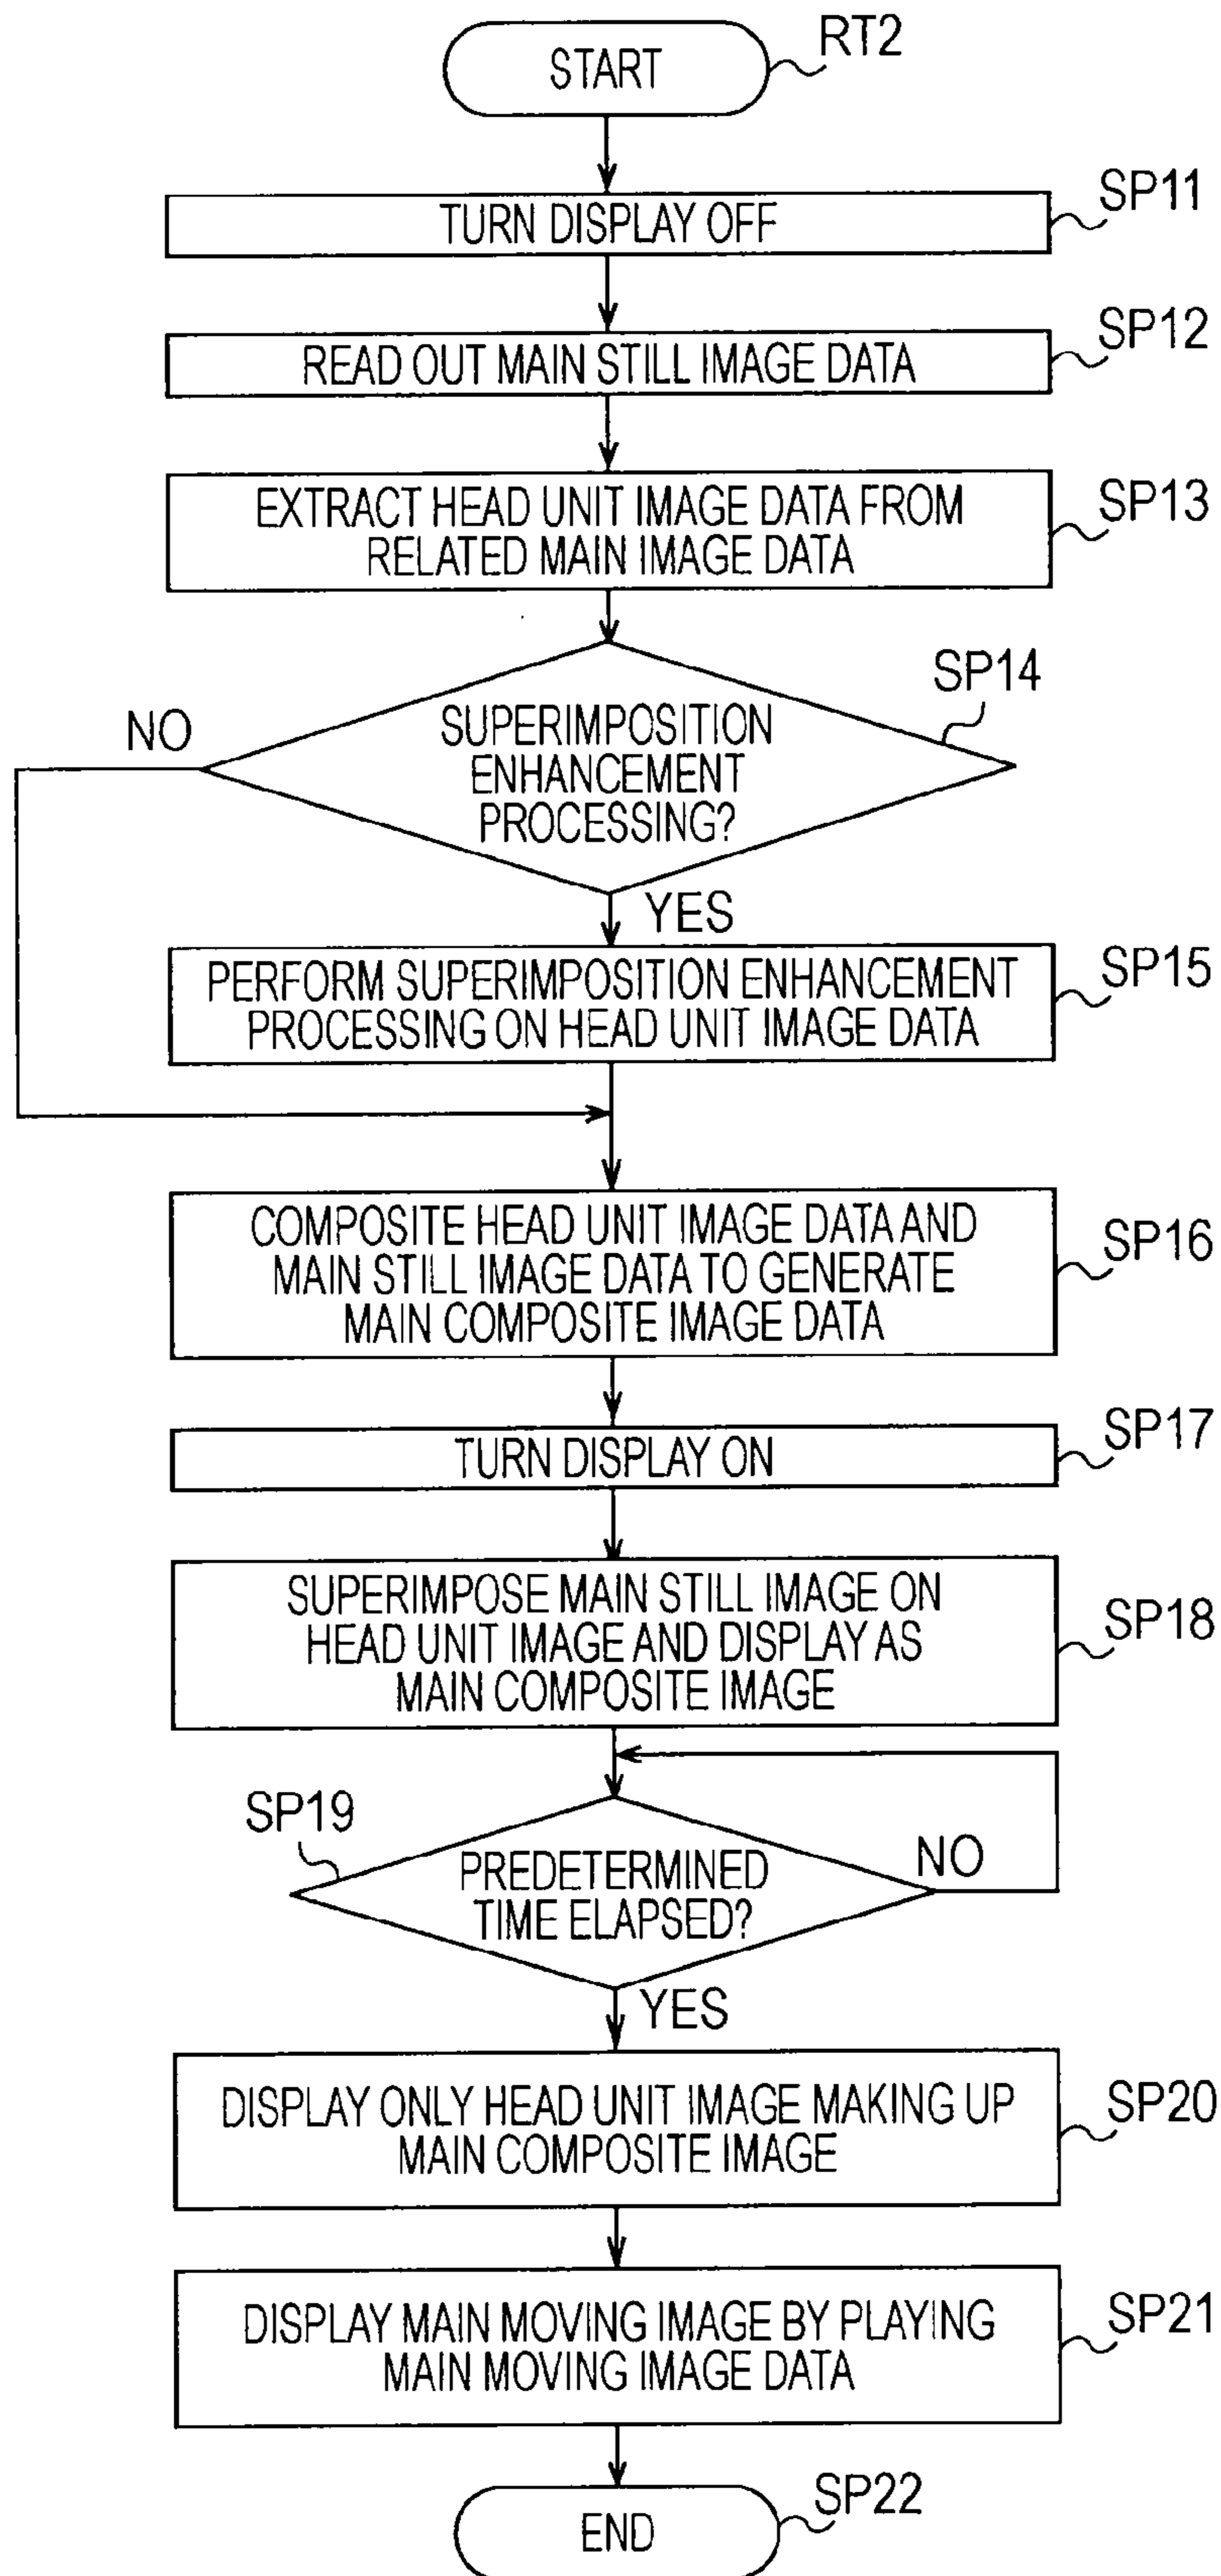 START
RT2
TURN DISPLAY OFF
SP11
READ OUT MAIN STILL IMAGE DATA
SP12
EXTRACT HEAD UNIT IMAGE DATA FROM
RELATED MAIN IMAGE DATA
SP13
SUPERIMPOSITION
ENHANCEMENT
PROCESSING?
SP14
NO
YES
PERFORM SUPERIMPOSITION ENHANCEMENT
PROCESSING ON HEAD UNIT IMAGE DATA
SP15
COMPOSITE HEAD UNIT IMAGE DATA AND
MAIN STILL IMAGE DATA TO GENERATE
MAIN COMPOSITE IMAGE DATA
SP16
TURN DISPLAY ON
SP17
SUPERIMPOSE MAIN STILL IMAGE ON
HEAD UNIT IMAGE AND DISPLAY AS
MAIN COMPOSITE IMAGE
SP18
SP19
PREDETERMINED
TIME ELAPSED?
NO
YES
DISPLAY ONLY HEAD UNIT IMAGE MAKING UP
MAIN COMPOSITE IMAGE
SP20
DISPLAY MAIN MOVING IMAGE BY PLAYING
MAIN MOVING IMAGE DATA
SP21
END
SP22